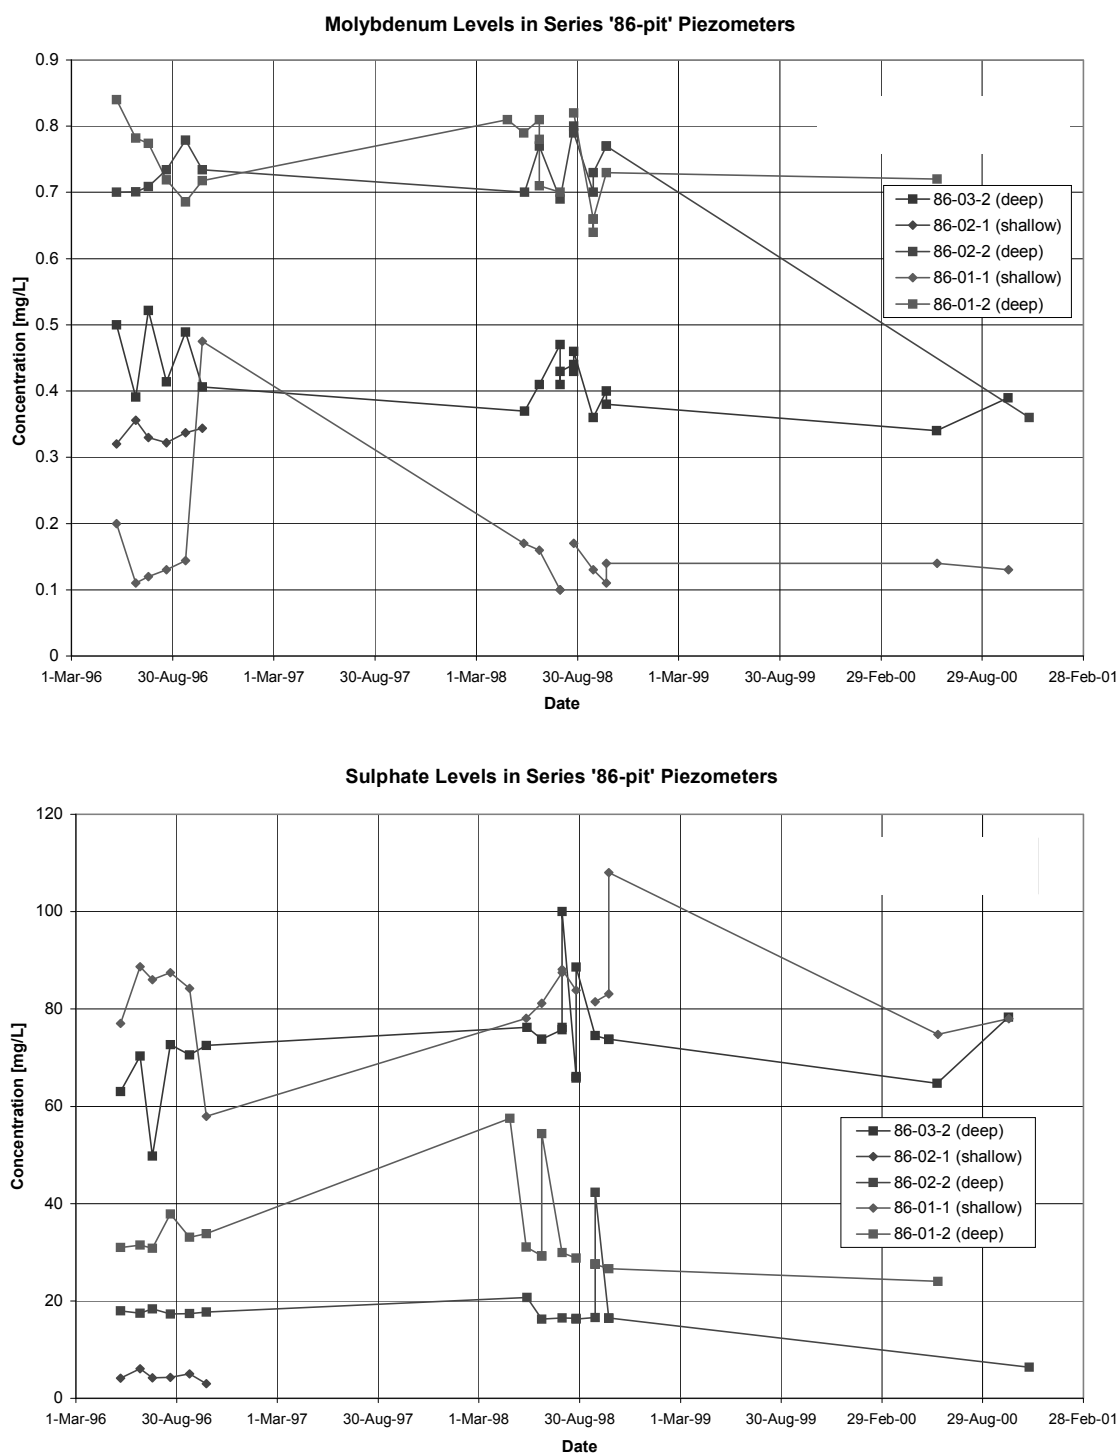 Molybdenum Levels in Series '86-pit' Piezometers
0.9
0.8
0.7
0.6
0.5
0.4
0.3
0.2
0.1
0
Concentration [mg/L]
86-03-2 (deep)
86-02-1 (shallow)
86-02-2 (deep)
86-01-1 (shallow)
86-01-2 (deep)
1-Mar-96 30-Aug-96 1-Mar-97 30-Aug-97 1-Mar-98 30-Aug-98 1-Mar-99 30-Aug-99 29-Feb-00 29-Aug-00 28-Feb-01
Date
Sulphate Levels in Series '86-pit' Piezometers
120
100
80
60
40
20
0
Concentration [mg/L]
86-03-2 (deep)
86-02-1 (shallow)
86-02-2 (deep)
86-01-1 (shallow)
86-01-2 (deep)
1-Mar-96 30-Aug-96 1-Mar-97 30-Aug-97 1-Mar-98 30-Aug-98 1-Mar-99 30-Aug-99 29-Feb-00 29-Aug-00 28-Feb-01
Date